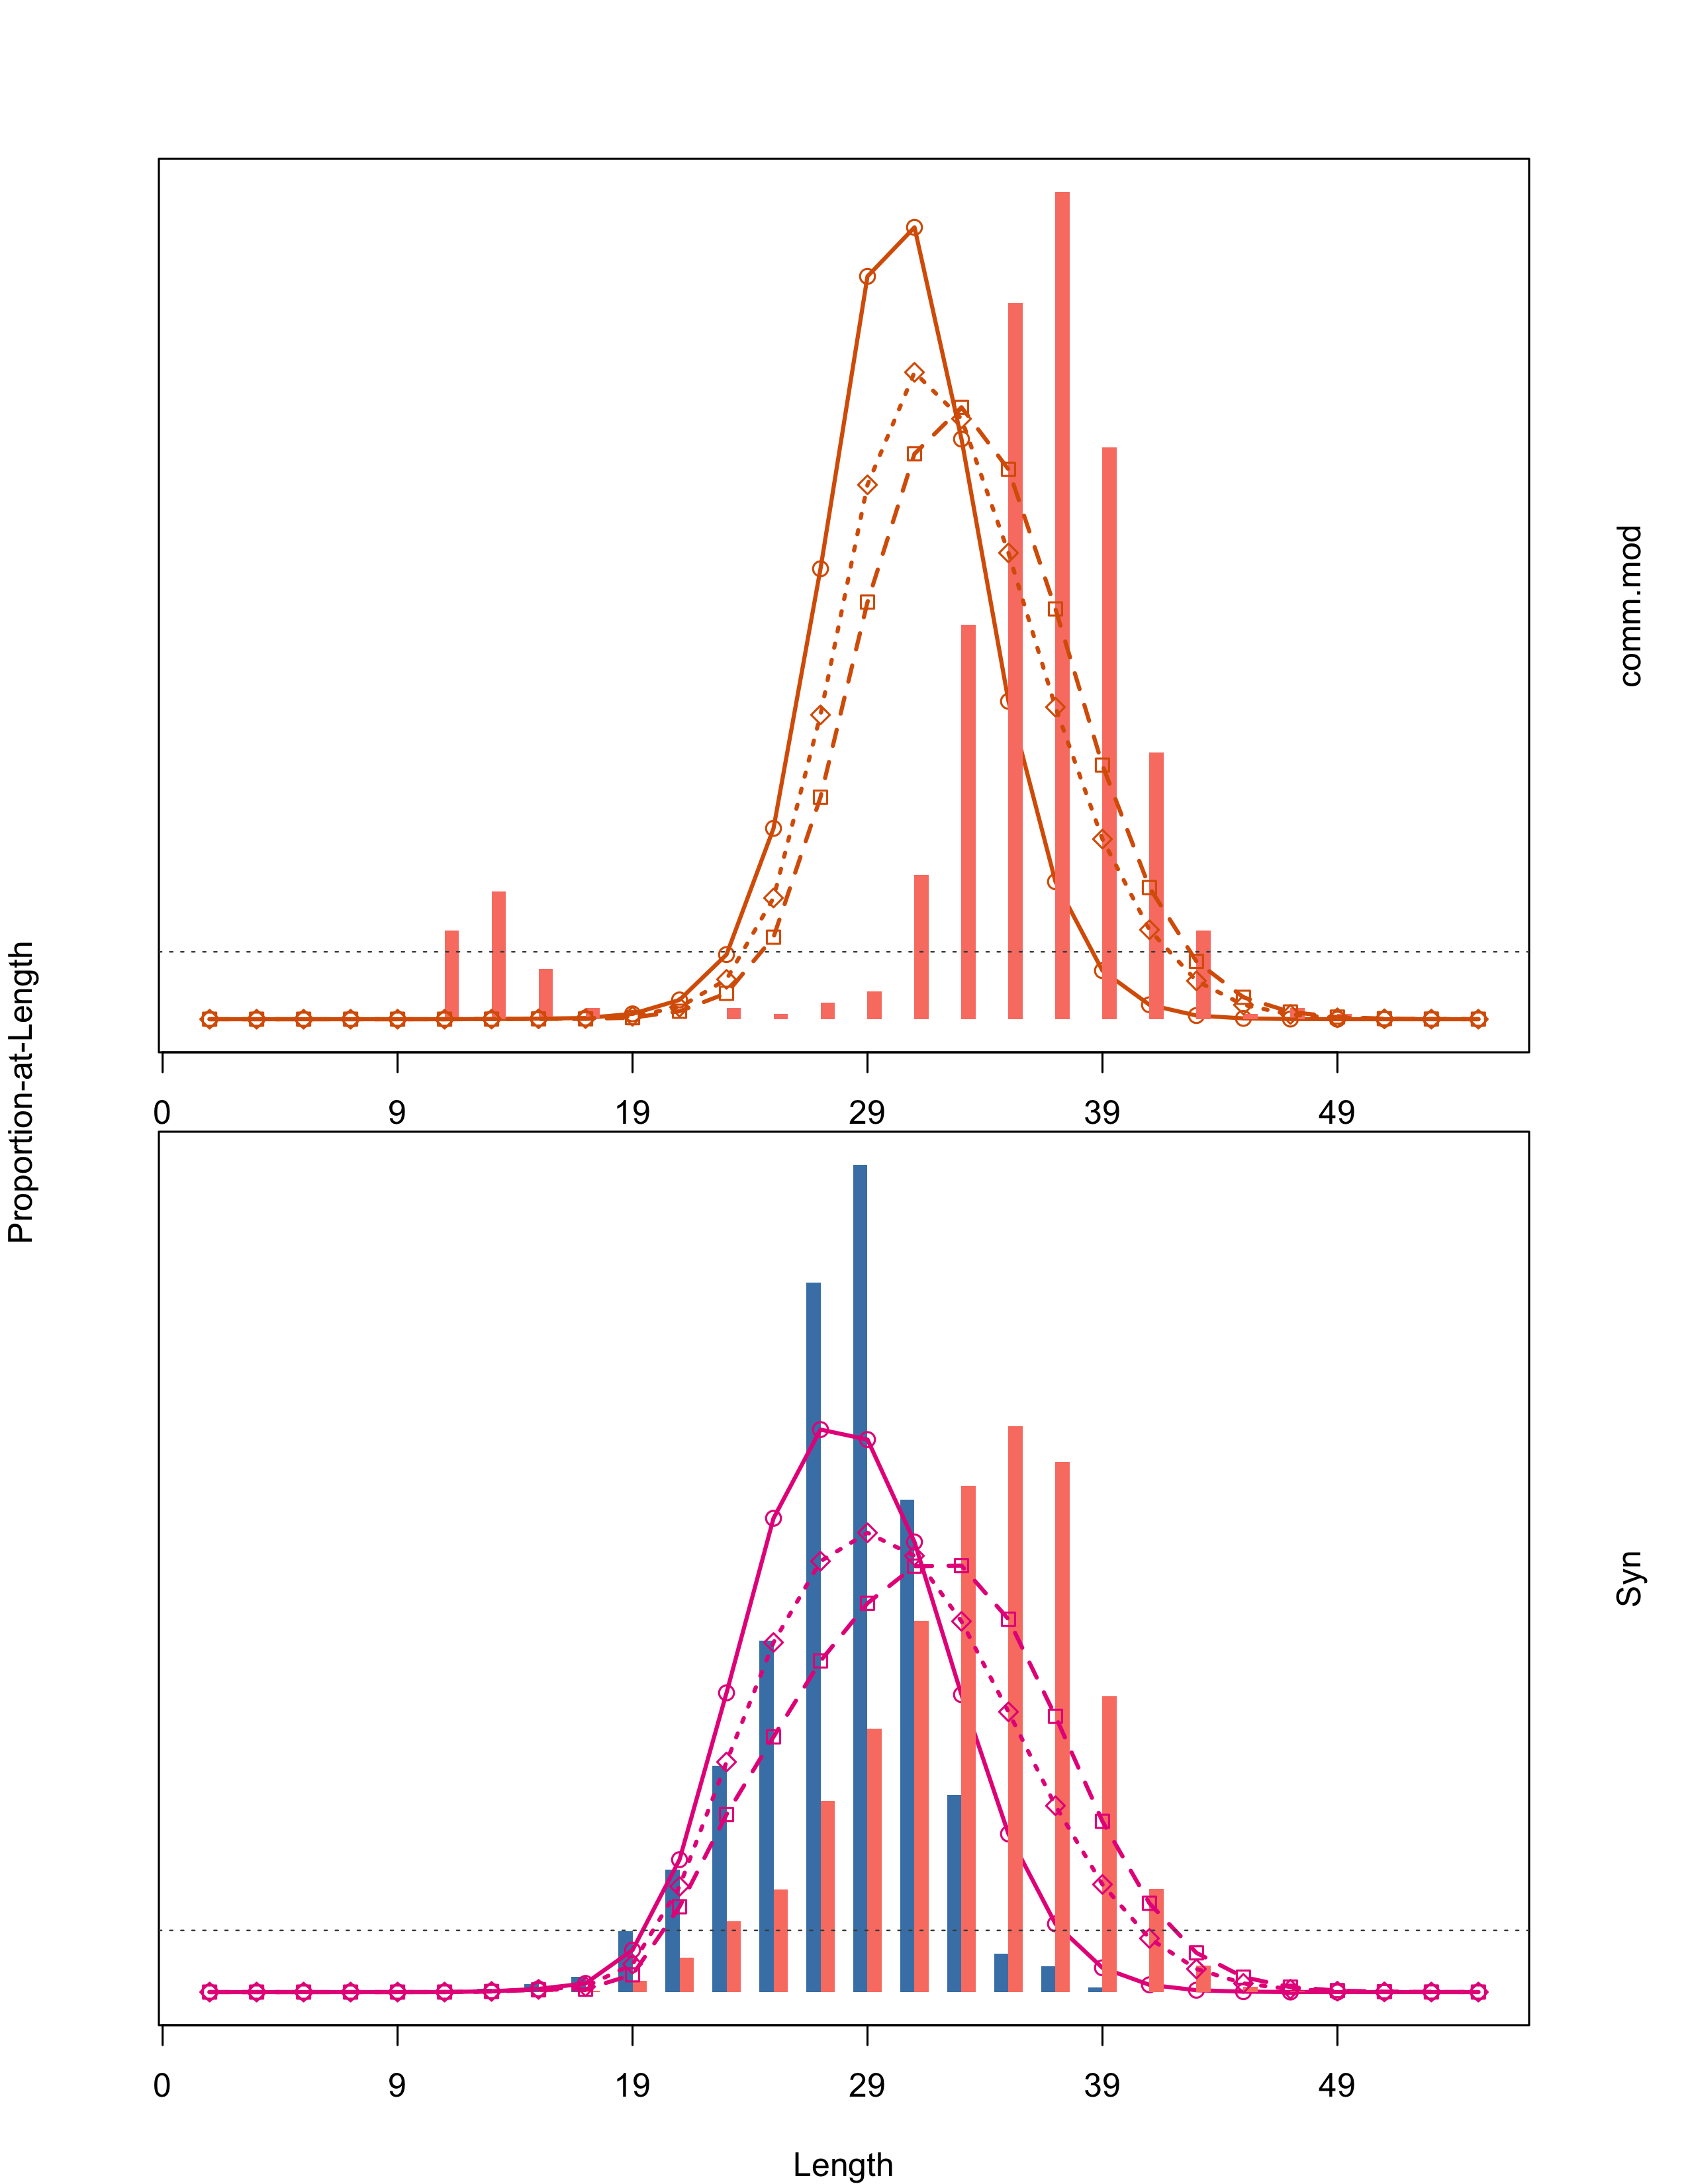 Proportion-at-Length
comm.mod
0 9 19 29 39 49
Syn
0 9 19 29 39 49
Length